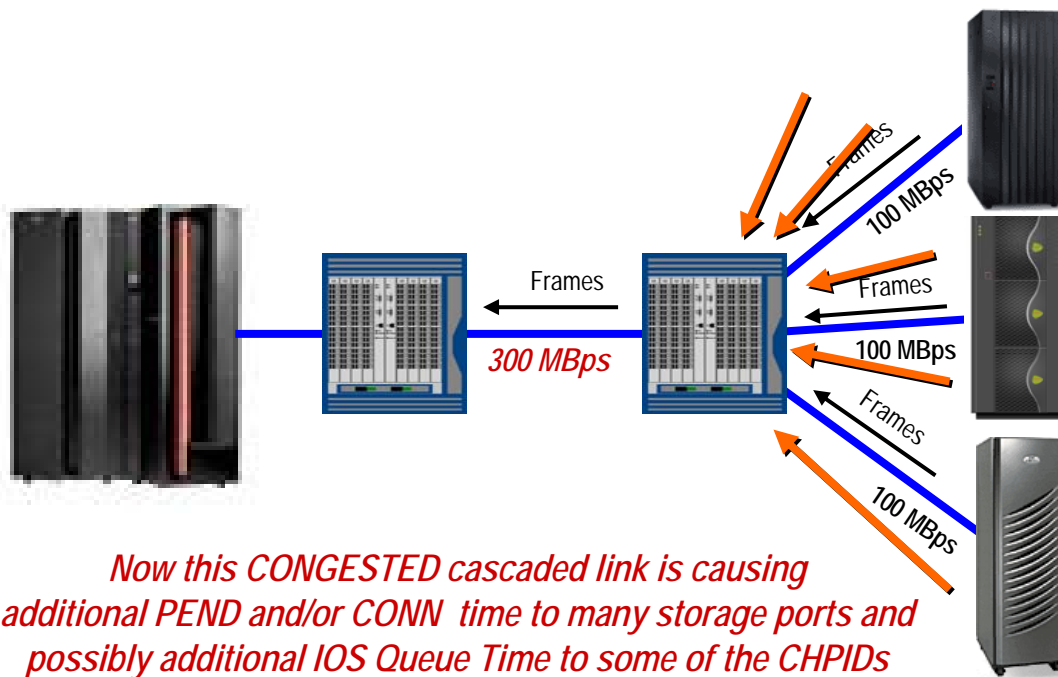 Frames
100 MBps
Frames
300 MBps
Frames
100 MBps
Frames
100 MBps
Now this CONGESTED cascaded link is causing
additional PEND and/or CONN time to many storage ports and
possibly additional IOS Queue Time to some of the CHPIDs